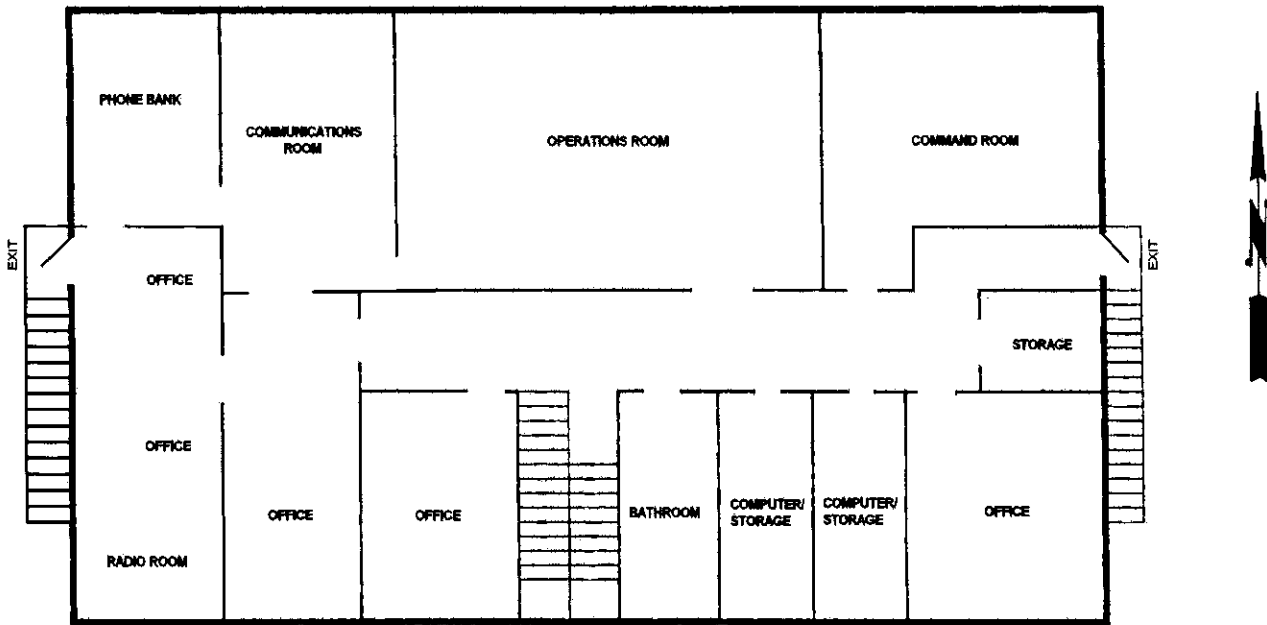 PHONE BANK
COMMUNICATIONS
ROOM
OPERATIONS ROOM
COMMAND ROOM
EXIT
OFFICE
EXIT
N
STORAGE
OFFICE
OFFICE
OFFICE
BATHROOM
COMPUTER/
STORAGE
COMPUTER/
STORAGE
OFFICE
RADIO ROOM